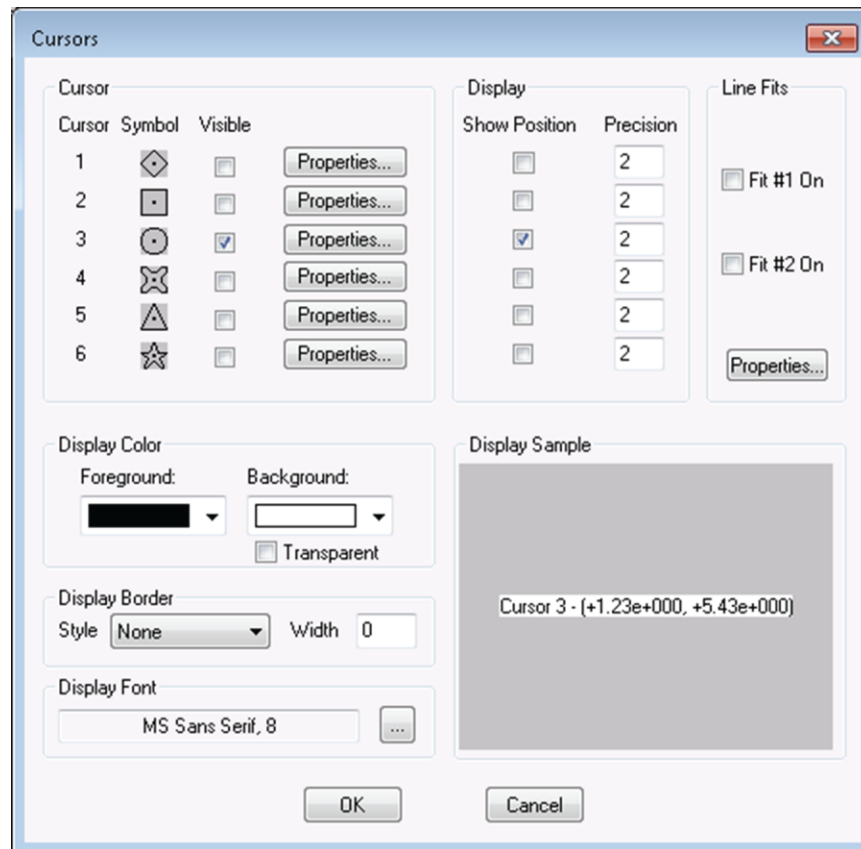 Cursors
Cursor Display Line Fits
Cursor Symbol Visible Show Position Precision
1 Properties... 2
2 Properties... 2
3 Properties... 2
4 Properties... 2
5 Properties... 2
6 Properties... 2
Fit #1 On
Fit #2 On
Properties...
Display Color
Foreground: Background:
Transparent
Display Border
Style None Width 0
Display Font
MS Sans Serif, 8 ...
Display Sample
Cursor 3 - (+1.23e+000, +5.43e+000)
OK Cancel